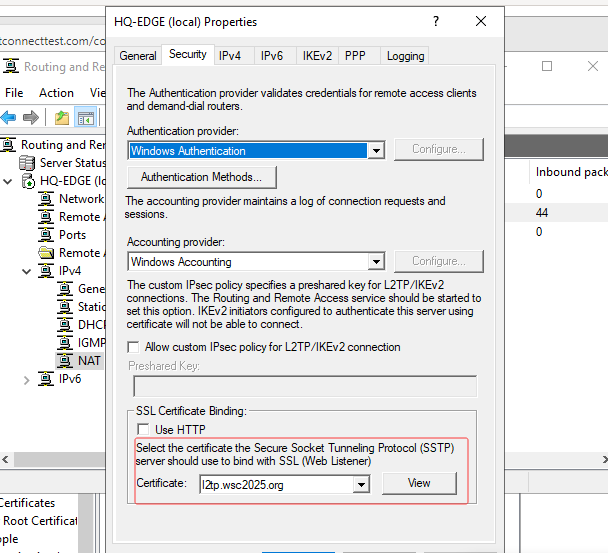 HQ-EDGE (local) Properties
?
General
Security
IPv4
IPv6
IKEv2
PPP
Logging
The Authentication provider validates credentials for remote access clients
and demand-dial routers.
Authentication provider:
Windows Authentication
Configure...
Authentication Methods...
The accounting provider maintains a log of connection requests and
sessions.
Accounting provider:
Windows Accounting
Configure...
The custom IPsec policy specifies a preshared key for L2TP/IKEv2
connections. The Routing and Remote Access service should be started to
set this option. IKEv2 initiators configured to authenticate this server using
certificate will not be able to connect.
Allow custom IPsec policy for L2TP/IKEv2 connection
Preshared Key:
SSL Certificate Binding:
Use HTTP
Select the certificate the Secure Socket Tunneling Protocol (SSTP)
server should use to bind with SSL (Web Listener)
Certificate:
l2tp.wsc2025.org
View
tconnecttest.com/co
Routing and Re
File
Action
Vi
Routing and Re
Server Status
HQ-EDGE (lo
Network
Remote A
Ports
Remote A
IPv4
Gene
Static
DHCP
IGMP
NAT
IPv6
Inbound pack
0
44
0
Certificates
Root Certificat
ople